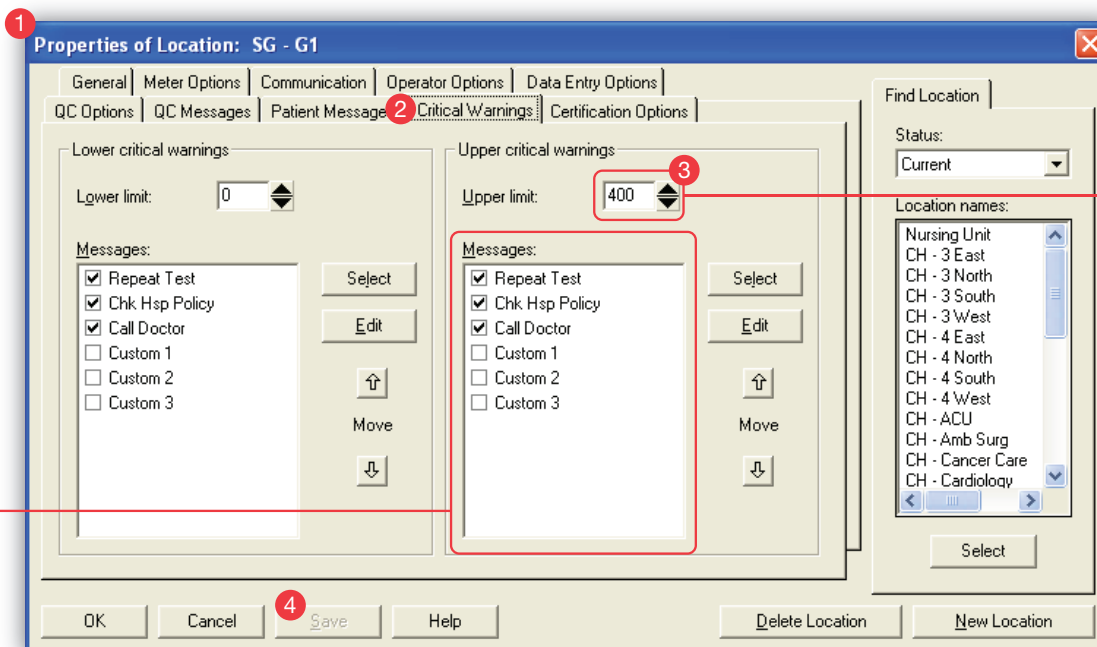 1
Properties of Location: SG - G1
General Meter Options Communication Operator Options Data Entry Options
QC Options QC Messages Patient Message 2 Critical Warnings Certification Options
Lower critical warnings
Lower limit: 0
Messages:
Repeat Test
Chk Hsp Policy
Call Doctor
Custom 1
Custom 2
Custom 3
Select
Edit
Move
Upper critical warnings
3
Upper limit: 400
Messages:
Repeat Test
Chk Hsp Policy
Call Doctor
Custom 1
Custom 2
Custom 3
Select
Edit
Move
Find Location
Status:
Current
Location names:
Nursing Unit
CH - 3 East
CH - 3 North
CH - 3 South
CH - 3 West
CH - 4 East
CH - 4 North
CH - 4 South
CH - 4 West
CH - ACU
CH - Amb Surg
CH - Cancer Care
CH - Cardiology
Select
OK Cancel 4 Save Help Delete Location New Location